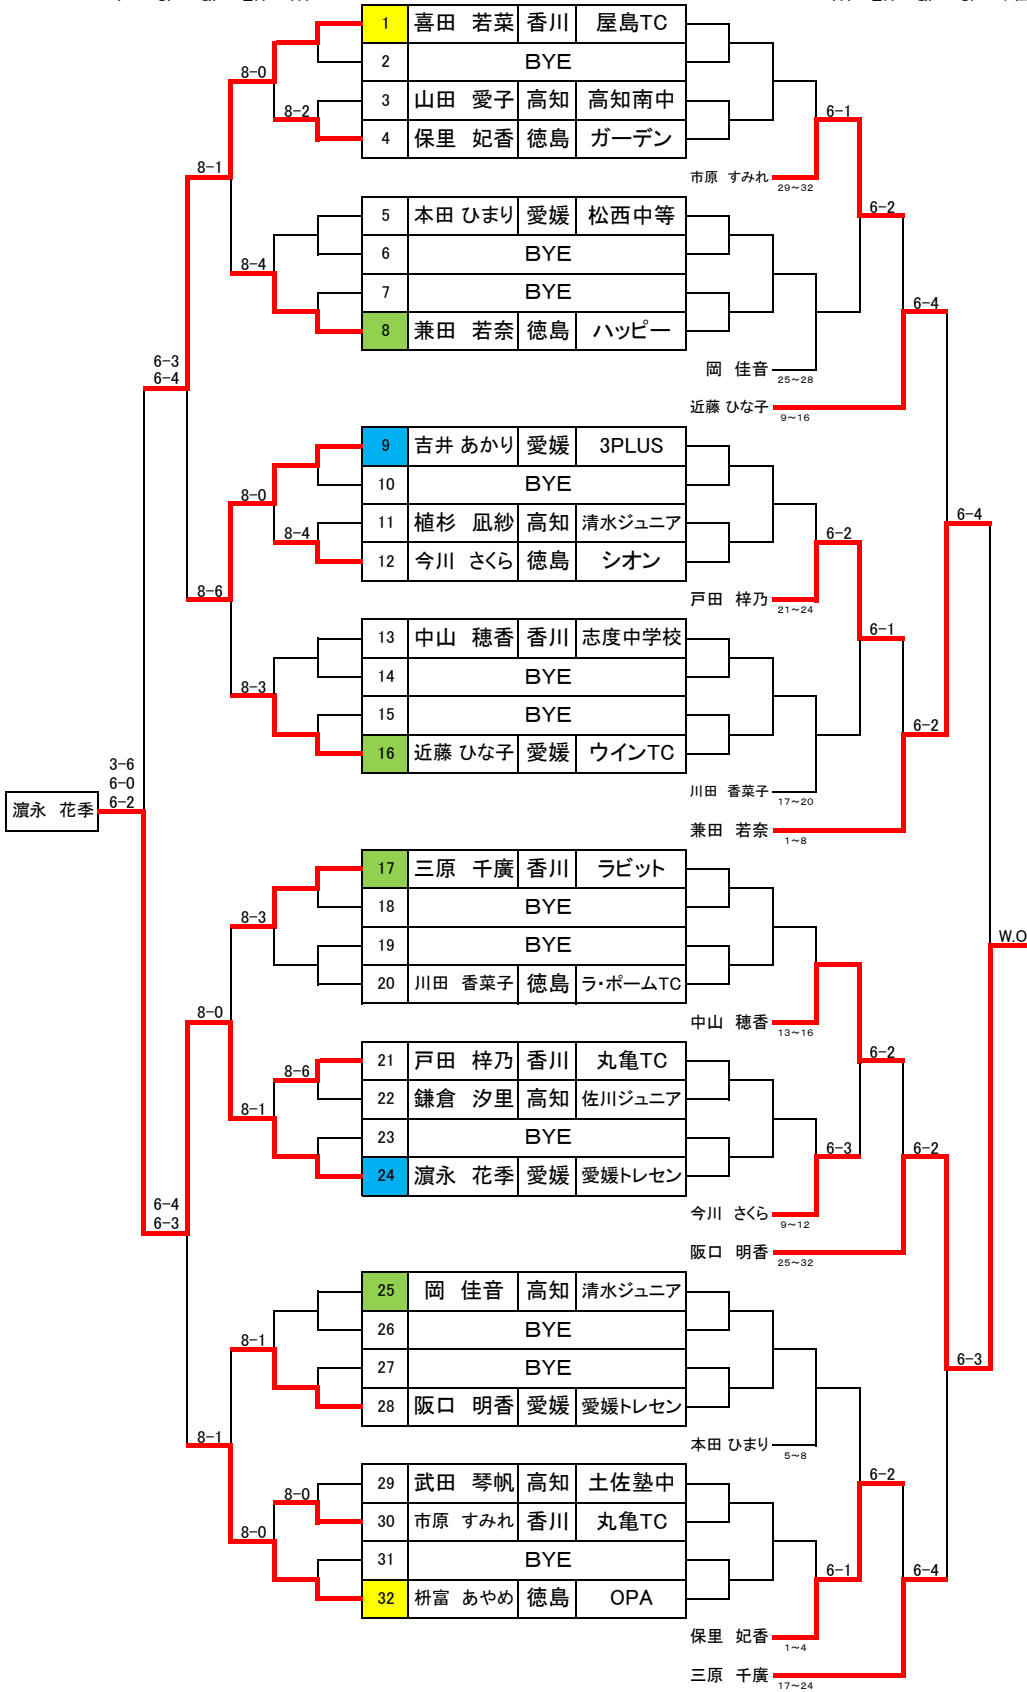 1 喜田 若菜 香川 屋島TC
8-0
2 BYE
3 山田 愛子 高知 高知南中
8-2
6-1
4 保里 妃香 徳島 ガーデン
8-1
市原 すみれ 29~32
5 本田 ひまり 愛媛 松西中等
6-2
6 BYE
8-4
7 BYE
6-4
8 兼田 若奈 徳島 ハッピー
6-3
6-4
岡 佳音 25~28
近藤 ひな子 9~16
9 吉井 あかり 愛媛 3PLUS
10 BYE
8-0
11 植杉 凪紗 高知 清水ジュニア
6-4
8-4
6-2
12 今川 さくら 徳島 シオン
8-6
戸田 梓乃 21~24
13 中山 穂香 香川 志度中学校
6-1
14 BYE
8-3
15 BYE
6-2
16 近藤 ひな子 愛媛 ウインTC
3-6
6-0
6-2
川田 香菜子 17~20
濵永 花季
兼田 若奈 1~8
17 三原 千廣 香川 ラビット
18 BYE
8-3
19 BYE
W.O
20 川田 香菜子 徳島 ラ・ポームTC
8-0
中山 穂香 13~16
21 戸田 梓乃 香川 丸亀TC
8-6
6-2
22 鎌倉 汐里 高知 佐川ジュニア
8-1
23 BYE
6-3
6-2
24 濵永 花季 愛媛 愛媛トレセン
6-4
6-3
今川 さくら 9~12
阪口 明香 25~32
25 岡 佳音 高知 清水ジュニア
26 BYE
8-1
27 BYE
6-3
28 阪口 明香 愛媛 愛媛トレセン
8-1
本田 ひまり 5~8
29 武田 琴帆 高知 土佐塾中
6-2
8-0
30 市原 すみれ 香川 丸亀TC
8-0
31 BYE
6-1
6-4
32 枡富 あやめ 徳島 OPA
保里 妃香 1~4
三原 千廣 17~24